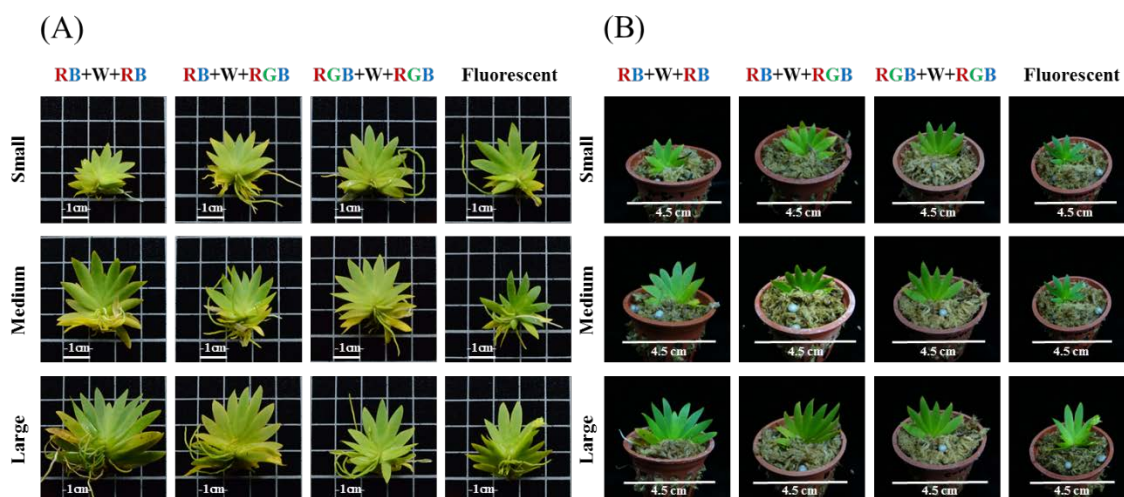 (A)
RB+W+RB RB+W+RGB RGB+W+RGB Fluorescent
Small
1cm 1cm 1cm 1cm
Medium
1cm 1cm 1cm 1cm
Large
1cm 1cm 1cm 1cm
(B)
RB+W+RB RB+W+RGB RGB+W+RGB Fluorescent
Small
4.5 cm 4.5 cm 4.5 cm 4.5 cm
Medium
4.5 cm 4.5 cm 4.5 cm 4.5 cm
Large
4.5 cm 4.5 cm 4.5 cm 4.5 cm